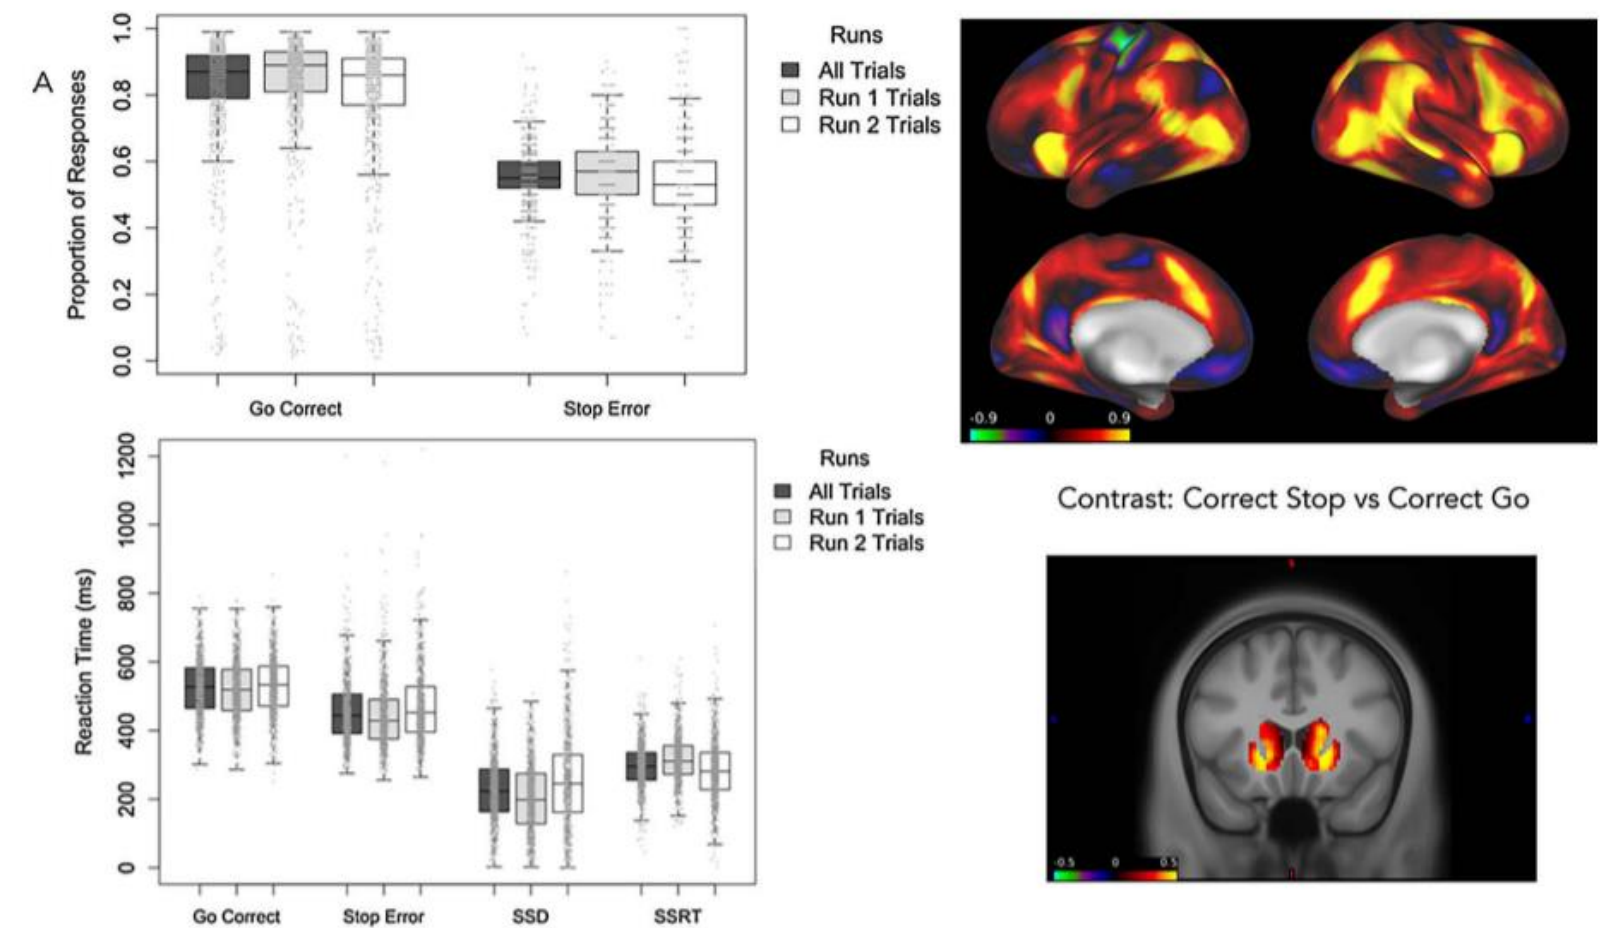 A
Proportion of Responses
1.0
0.8
0.6
0.4
0.2
0.0
Go Correct
Stop Error
Runs
All Trials
Run 1 Trials
Run 2 Trials
-0.9 0 0.9
Reaction Time (ms)
1200
1000
800
600
400
200
0
Go Correct
Stop Error
SSD
SSRT
Runs
All Trials
Run 1 Trials
Run 2 Trials
Contrast: Correct Stop vs Correct Go
-0.5 0 0.5